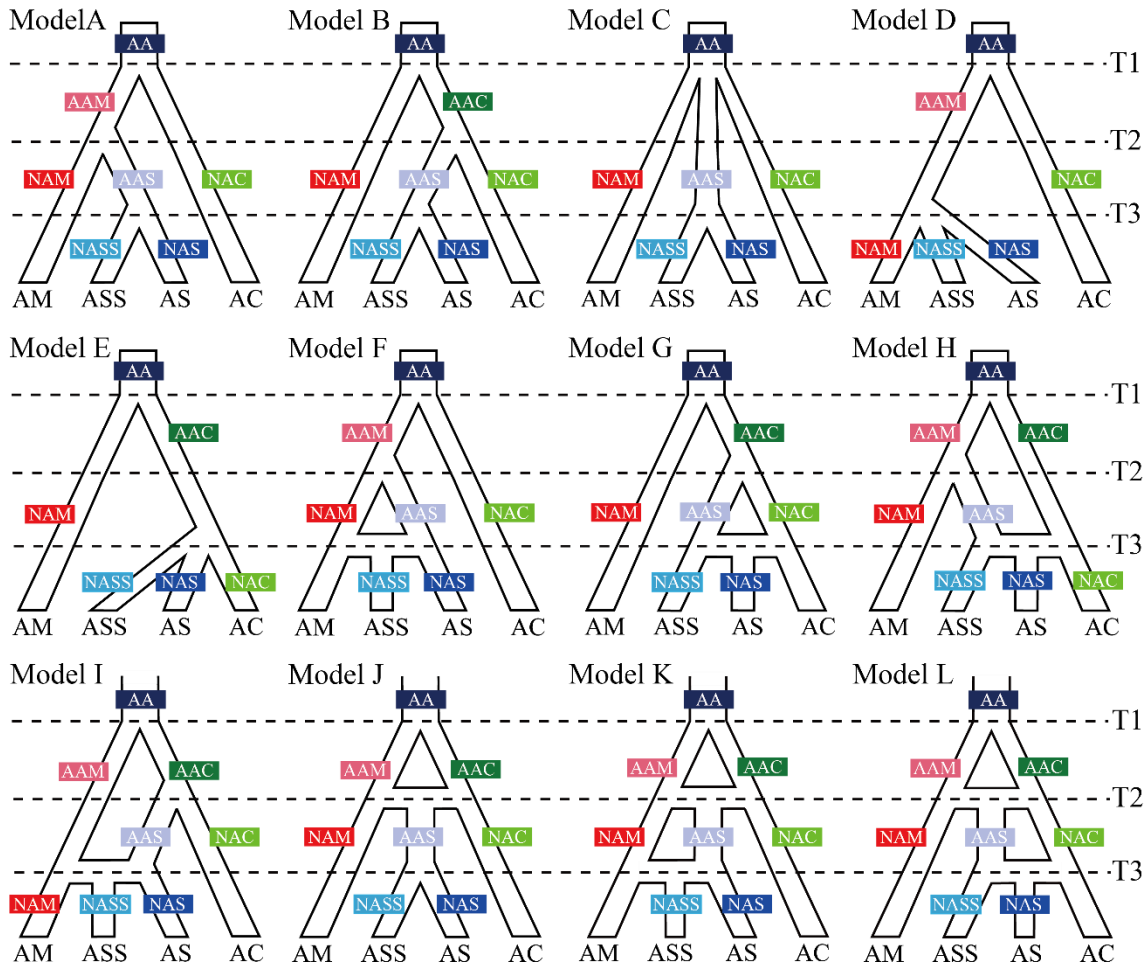 ModelA Model B Model C Model D
AA AA AA AA
T1
AAM AAC AAM
T2
NAM AAS NAC NAM AAS NAC NAM AAS NAC NAC
T3
NASS NAS NASS NAS NASS NAS NAM NASS NAS
AM ASS AS AC AM ASS AS AC AM ASS AS AC AM ASS AS AC
Model E Model F Model G Model H
AA AA AA AA
T1
AAC AAM AAC AAM AAC
T2
NAM NAM AAS NAC NAM AAS NAC NAM AAS
T3
NASS NAS NAC NASS NAS NASS NAS NASS NAS NAC
AM ASS AS AC AM ASS AS AC AM ASS AS AC AM ASS AS AC
Model I Model J Model K Model L
AA AA AA AA
T1
AAM AAC AAM AAC AAM AAC ΛAM AAC
T2
AAS NAC NAM AAS NAC NAM AAS NAC NAM AAS NAC
T3
NAM NASS NAS NASS NAS NASS NAS NΛSS NΛS
AM ASS AS AC AM ASS AS AC AM ASS AS AC AM ASS AS AC